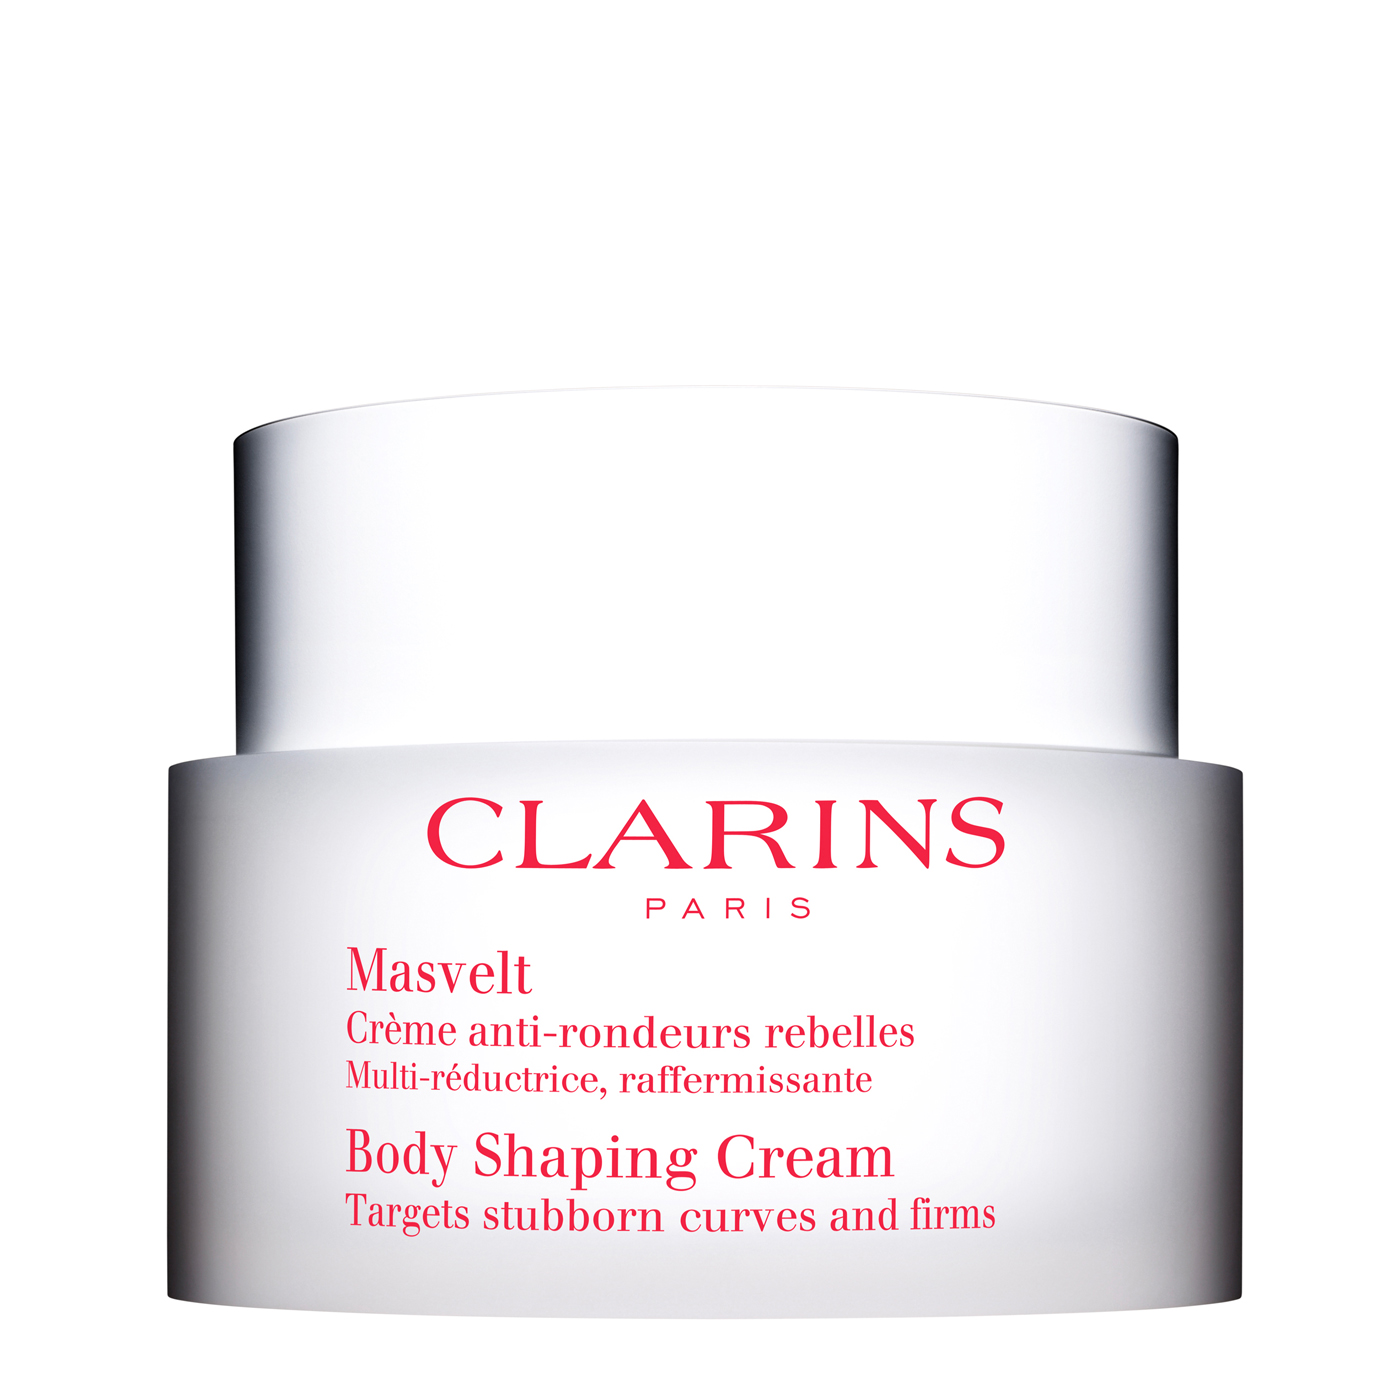 CLARINS
PARIS
Masvelt
Crème anti-rondeurs rebelles
Multi-réductrice, raffermissante
Body Shaping Cream
Targets stubborn curves and firms